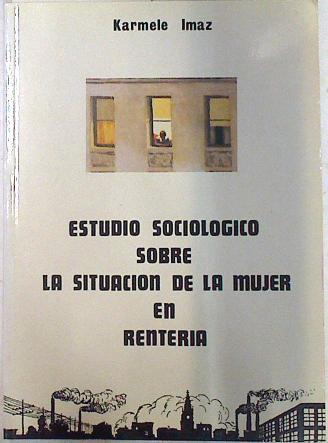 Karmele Imaz
ESTUDIO SOCIOLOGICO
SOBRE
LA SITUACION DE LA MUJER
EN
RENTERIA